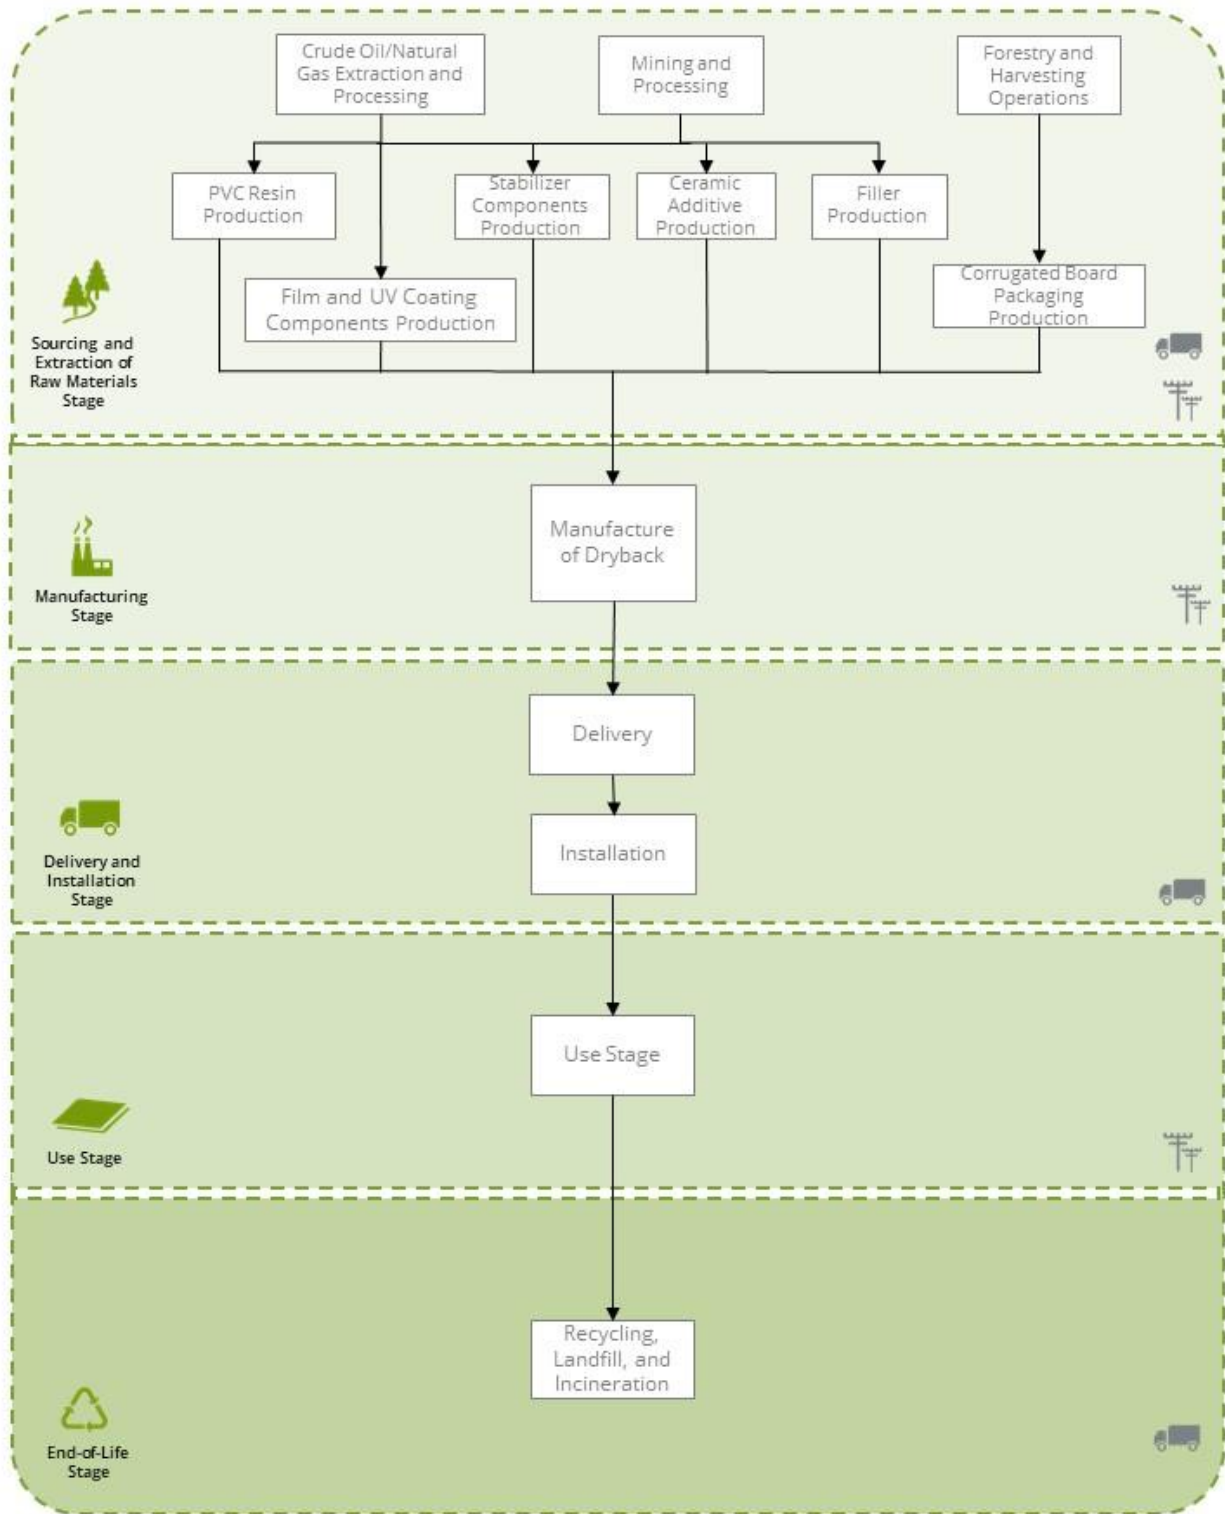 Crude Oil/Natural
Gas Extraction and
Processing
Mining and
Processing
Forestry and
Harvesting
Operations
PVC Resin
Production
Stabilizer
Components
Production
Ceramic
Additive
Production
Filler
Production
Film and UV Coating
Components Production
Corrugated Board
Packaging
Production
Sourcing and
Extraction of
Raw Materials
Stage
Manufacture
of Dryback
Manufacturing
Stage
Delivery
Installation
Delivery and
Installation
Stage
Use Stage
Use Stage
Recycling,
Landfill, and
Incineration
End-of-Life
Stage